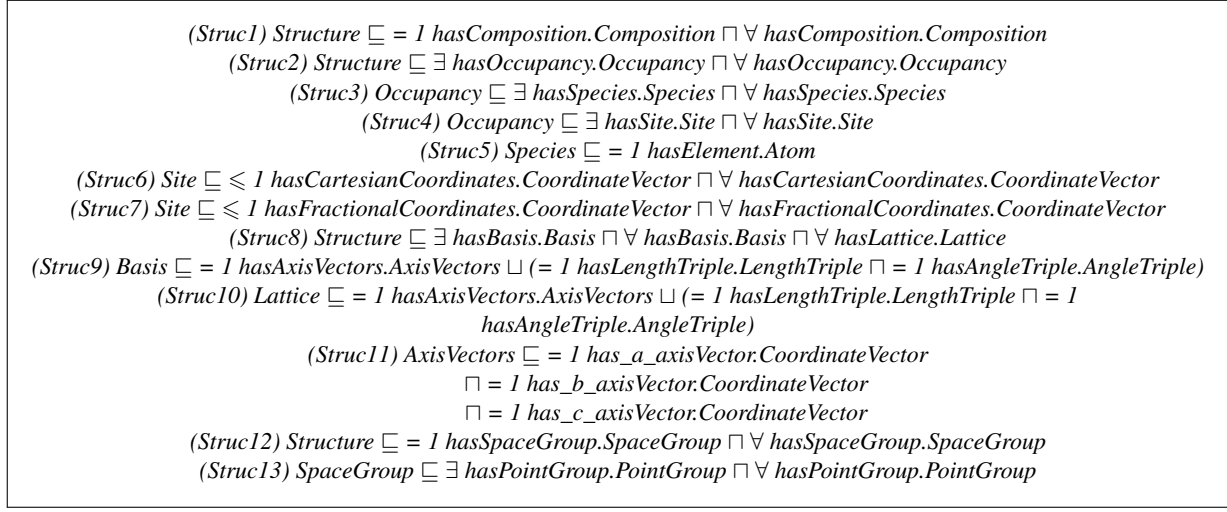 (Struc1) Structure ⊑ = 1 hasComposition.Composition ⊓ ∀ hasComposition.Composition
(Struc2) Structure ⊑ ∃ hasOccupancy.Occupancy ⊓ ∀ hasOccupancy.Occupancy
(Struc3) Occupancy ⊑ ∃ hasSpecies.Species ⊓ ∀ hasSpecies.Species
(Struc4) Occupancy ⊑ ∃ hasSite.Site ⊓ ∀ hasSite.Site
(Struc5) Species ⊑ = 1 hasElement.Atom
(Struc6) Site ⊑ ⩽ 1 hasCartesianCoordinates.CoordinateVector ⊓ ∀ hasCartesianCoordinates.CoordinateVector
(Struc7) Site ⊑ ⩽ 1 hasFractionalCoordinates.CoordinateVector ⊓ ∀ hasFractionalCoordinates.CoordinateVector
(Struc8) Structure ⊑ ∃ hasBasis.Basis ⊓ ∀ hasBasis.Basis ⊓ ∀ hasLattice.Lattice
(Struc9) Basis ⊑ = 1 hasAxisVectors.AxisVectors ⊔ (= 1 hasLengthTriple.LengthTriple ⊓ = 1 hasAngleTriple.AngleTriple)
(Struc10) Lattice ⊑ = 1 hasAxisVectors.AxisVectors ⊔ (= 1 hasLengthTriple.LengthTriple ⊓ = 1
hasAngleTriple.AngleTriple)
(Struc11) AxisVectors ⊑ = 1 has_a_axisVector.CoordinateVector
⊓ = 1 has_b_axisVector.CoordinateVector
⊓ = 1 has_c_axisVector.CoordinateVector
(Struc12) Structure ⊑ = 1 hasSpaceGroup.SpaceGroup ⊓ ∀ hasSpaceGroup.SpaceGroup
(Struc13) SpaceGroup ⊑ ∃ hasPointGroup.PointGroup ⊓ ∀ hasPointGroup.PointGroup